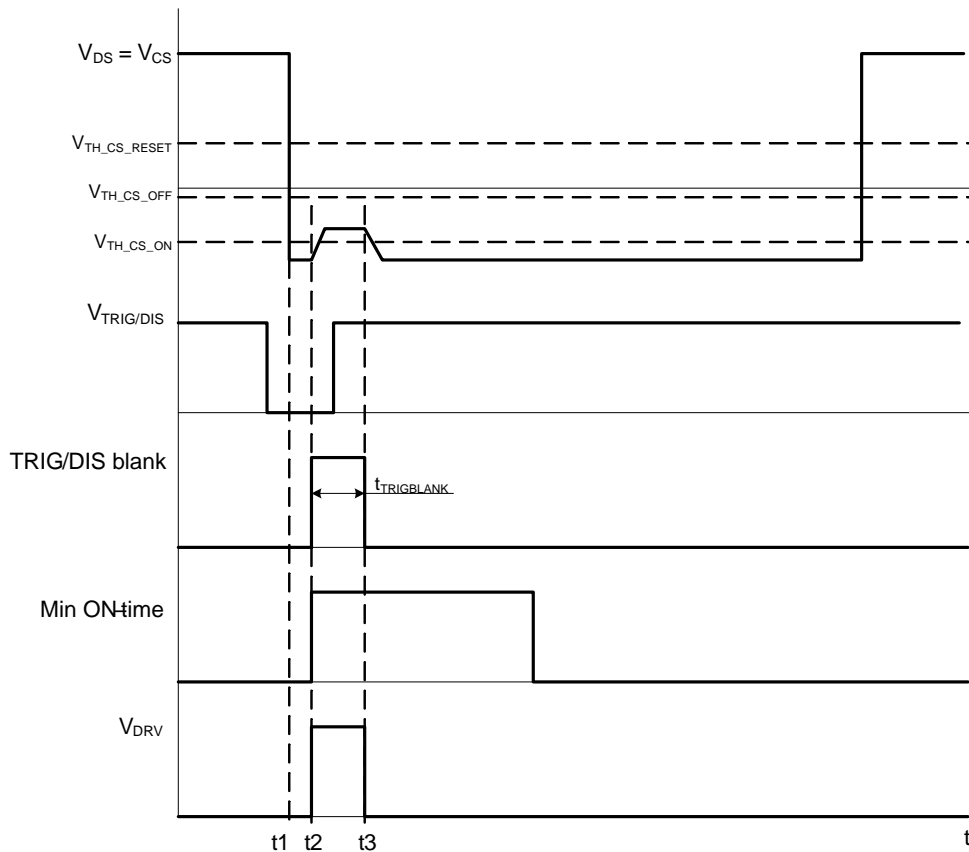 VDS = VCS
VTH_CS_RESET
VTH_CS_OFF
VTH_CS_ON
VTRIG/DIS
TRIG/DIS blank
tTRIGBLANK
Min ON-time
VDRV
t1 t2 t3 t